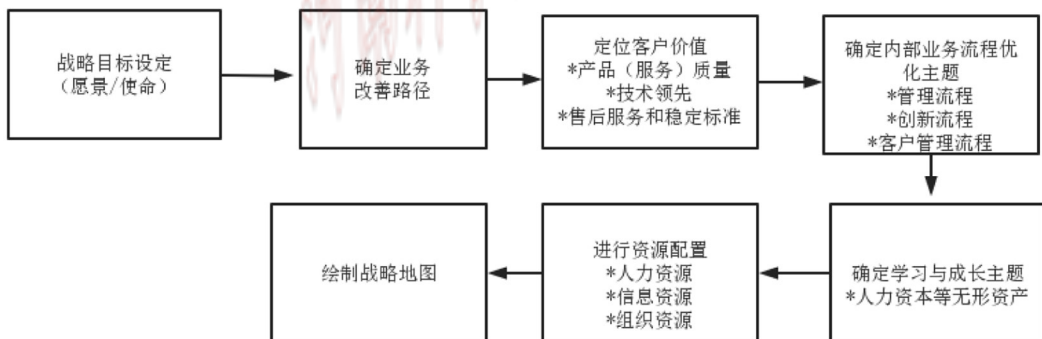 战略目标设定
（愿景/使命）
确定业务
改善路径
定位客户价值
*产品（服务）质量
*技术领先
*售后服务和稳定标准
确定内部业务流程优
化主题
*管理流程
*创新流程
*客户管理流程
绘制战略地图
进行资源配置
*人力资源
*信息资源
*组织资源
确定学习与成长主题
*人力资本等无形资产